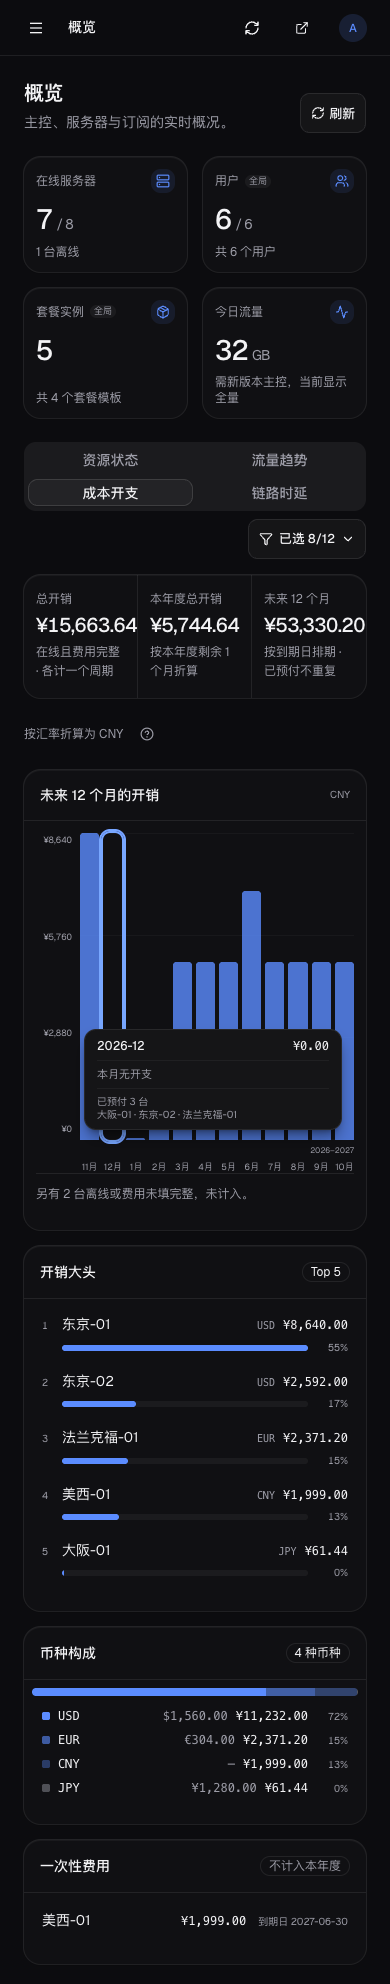 概览
A
概览
主控、服务器与订阅的实时概况。
刷新
在线服务器
7 / 8
1 台离线
用户 全局
6 / 6
共 6 个用户
套餐实例 全局
5
共 4 个套餐模板
今日流量
32 GB
需新版本主控，当前显示
全量
资源状态
流量趋势
成本开支
链路时延
已选 8/12
总开销
¥15,663.64
在线且费用完整
· 各计一个周期
本年度总开销
¥5,744.64
按本年度剩余 1
个月折算
未来 12 个月
¥53,330.20
按到期日排期 ·
已预付不重复
按汇率折算为 CNY
未来 12 个月的开销
CNY
¥8,640
¥5,760
¥2,880
¥0
2026-12 ¥0.00
本月无开支
已预付 3 台
大阪-01 · 东京-02 · 法兰克福-01
2026–2027
11月 12月 1月 2月 3月 4月 5月 6月 7月 8月 9月 10月
另有 2 台离线或费用未填完整，未计入。
开销大头
Top 5
1 东京-01 USD ¥8,640.00
55%
2 东京-02 USD ¥2,592.00
17%
3 法兰克福-01 EUR ¥2,371.20
15%
4 美西-01 CNY ¥1,999.00
13%
5 大阪-01 JPY ¥61.44
0%
币种构成
4 种币种
USD $1,560.00 ¥11,232.00 72%
EUR €304.00 ¥2,371.20 15%
CNY — ¥1,999.00 13%
JPY ¥1,280.00 ¥61.44 0%
一次性费用
不计入本年度
美西-01 ¥1,999.00 到期日 2027-06-30